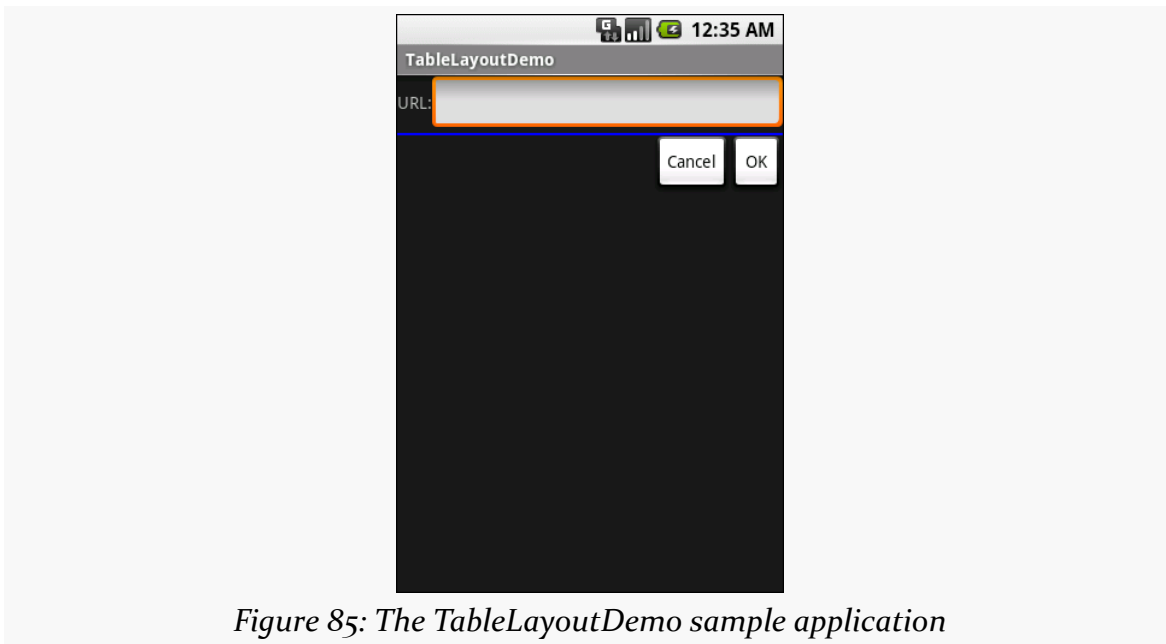 12:35 AM
TableLayoutDemo
URL:
Cancel OK
Figure 85: The TableLayoutDemo sample application